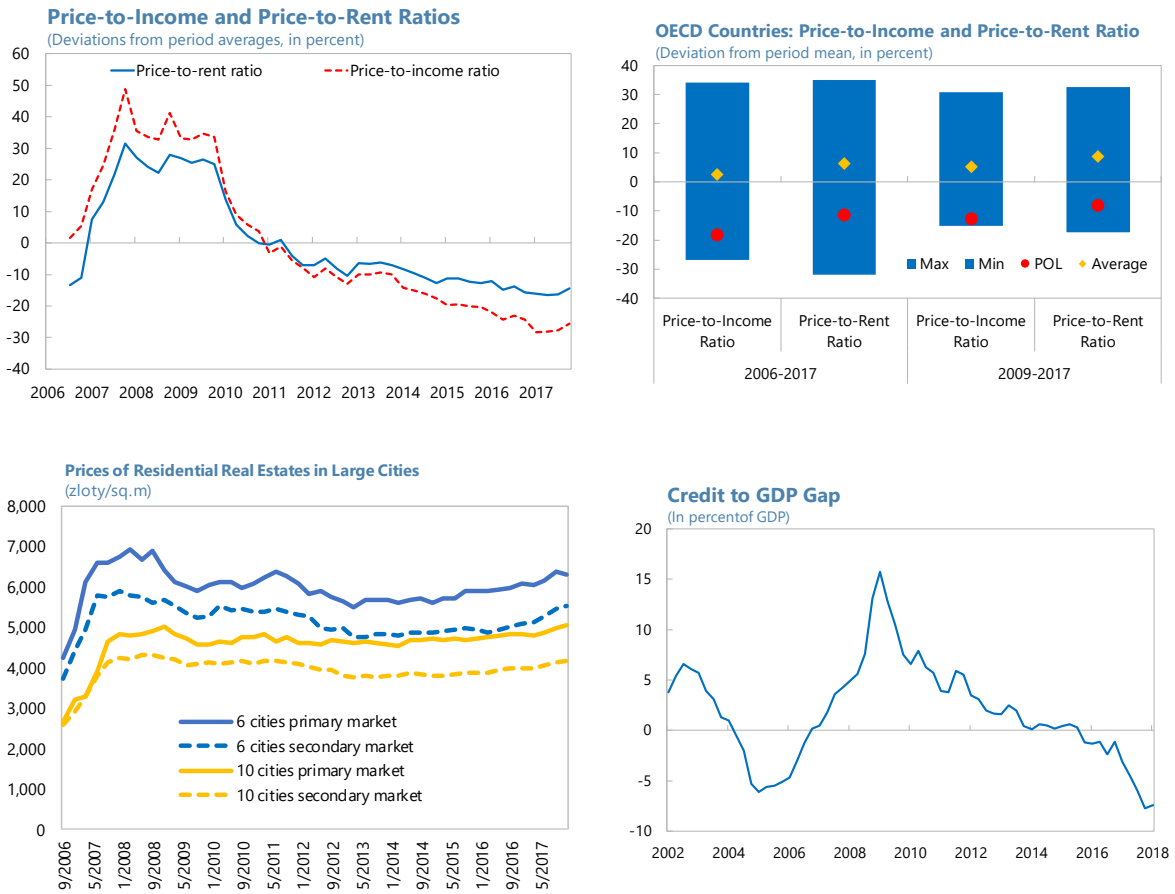 Price-to-Income and Price-to-Rent Ratios
(Deviations from period averages, in percent)
60
50
40
30
20
10
0
-10
-20
-30
-40
Price-to-rent ratio
Price-to-income ratio
2006 2007 2008 2009 2010 2011 2012 2013 2014 2015 2016 2017
OECD Countries: Price-to-Income and Price-to-Rent Ratio
(Deviation from period mean, in percent)
40
30
20
10
0
-10
-20
-30
-40
Max Min POL Average
Price-to-Income Ratio
Price-to-Rent Ratio
Price-to-Income Ratio
Price-to-Rent Ratio
2006-2017
2009-2017
Prices of Residential Real Estates in Large Cities
(zloty/sq.m)
8,000
7,000
6,000
5,000
4,000
3,000
2,000
1,000
0
6 cities primary market
6 cities secondary market
10 cities primary market
10 cities secondary market
9/2006 5/2007 1/2008 9/2008 5/2009 1/2010 9/2010 5/2011 1/2012 9/2012 5/2013 1/2014 9/2014 5/2015 1/2016 9/2016 5/2017
Credit to GDP Gap
(In percentof GDP)
20
15
10
5
0
-5
-10
2002 2004 2006 2008 2010 2012 2014 2016 2018